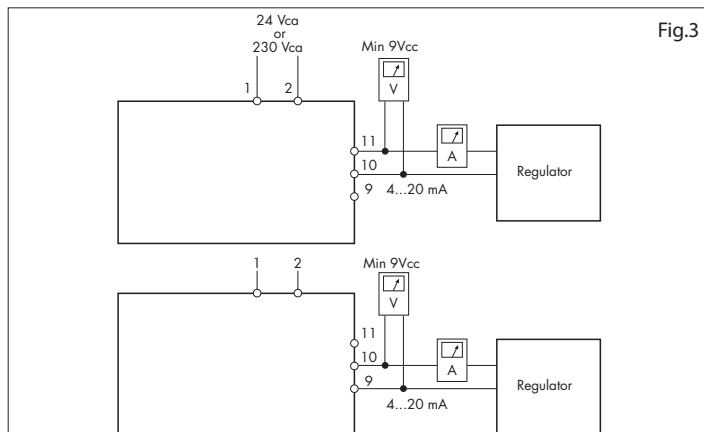 Fig.3
24 Vca
or
230 Vca
1 2
Min 9Vcc
V
11
A
10
9
4...20 mA
Regulator
1 2
Min 9Vcc
V
11
10
A
9
4...20 mA
Regulator